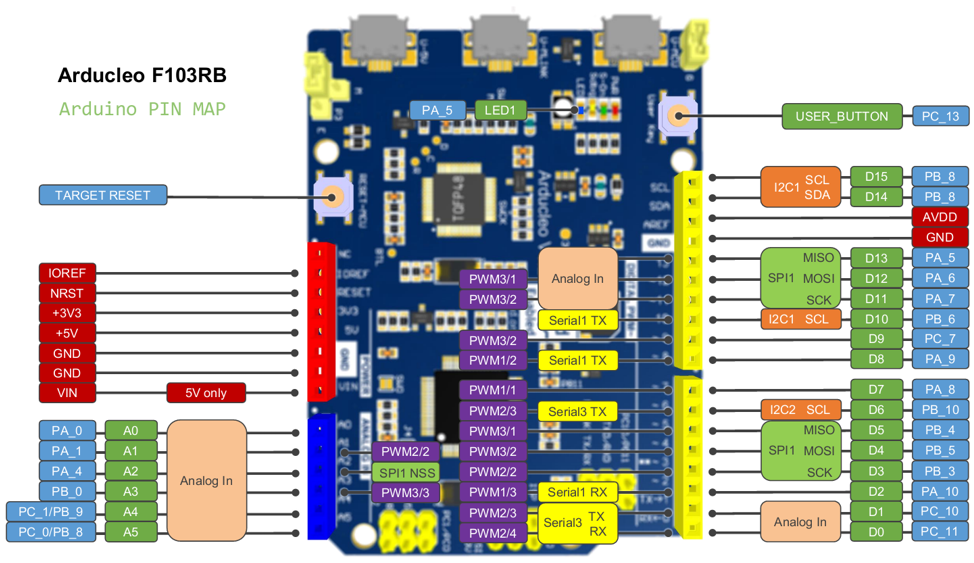 Arducleo F103RB
Arduino PIN MAP
PA_5 LED1
User Key
USER_BUTTON PC_13
TARGET RESET
RESET-MCU
TQFP48
Arducleo
SCL
SDA
AREF
GND
I2C1 SCL D15 PB_8
SDA D14 PB_8
AVDD
GND
MISO D13 PA_5
SPI1 MOSI D12 PA_6
SCK D11 PA_7
I2C1 SCL D10 PB_6
D9 PC_7
D8 PA_9
D7 PA_8
I2C2 SCL D6 PB_10
MISO D5 PB_4
SPI1 MOSI D4 PB_5
SCK D3 PB_3
D2 PA_10
Analog In
D1 PC_10
D0 PC_11
Analog In
PWM3/1
PWM3/2
Serial1 TX
PWM3/2
PWM1/2 Serial1 TX
PWM1/1
PWM2/3 Serial3 TX
PWM3/1
PWM3/2
PWM2/2
PWM1/3 Serial1 RX
PWM2/3 Serial3 TX
PWM2/4 RX
IOREF
NRST
+3V3
+5V
GND
GND
VIN 5V only
NC
IOREF
RESET
3V3
5V
GND
VIN
POWER
PA_0 A0
PA_1 A1
PA_4 A2
PB_0 A3
PC_1/PB_9 A4
PC_0/PB_8 A5
Analog In
PWM2/2
SPI1 NSS
PWM3/3
A0
A5